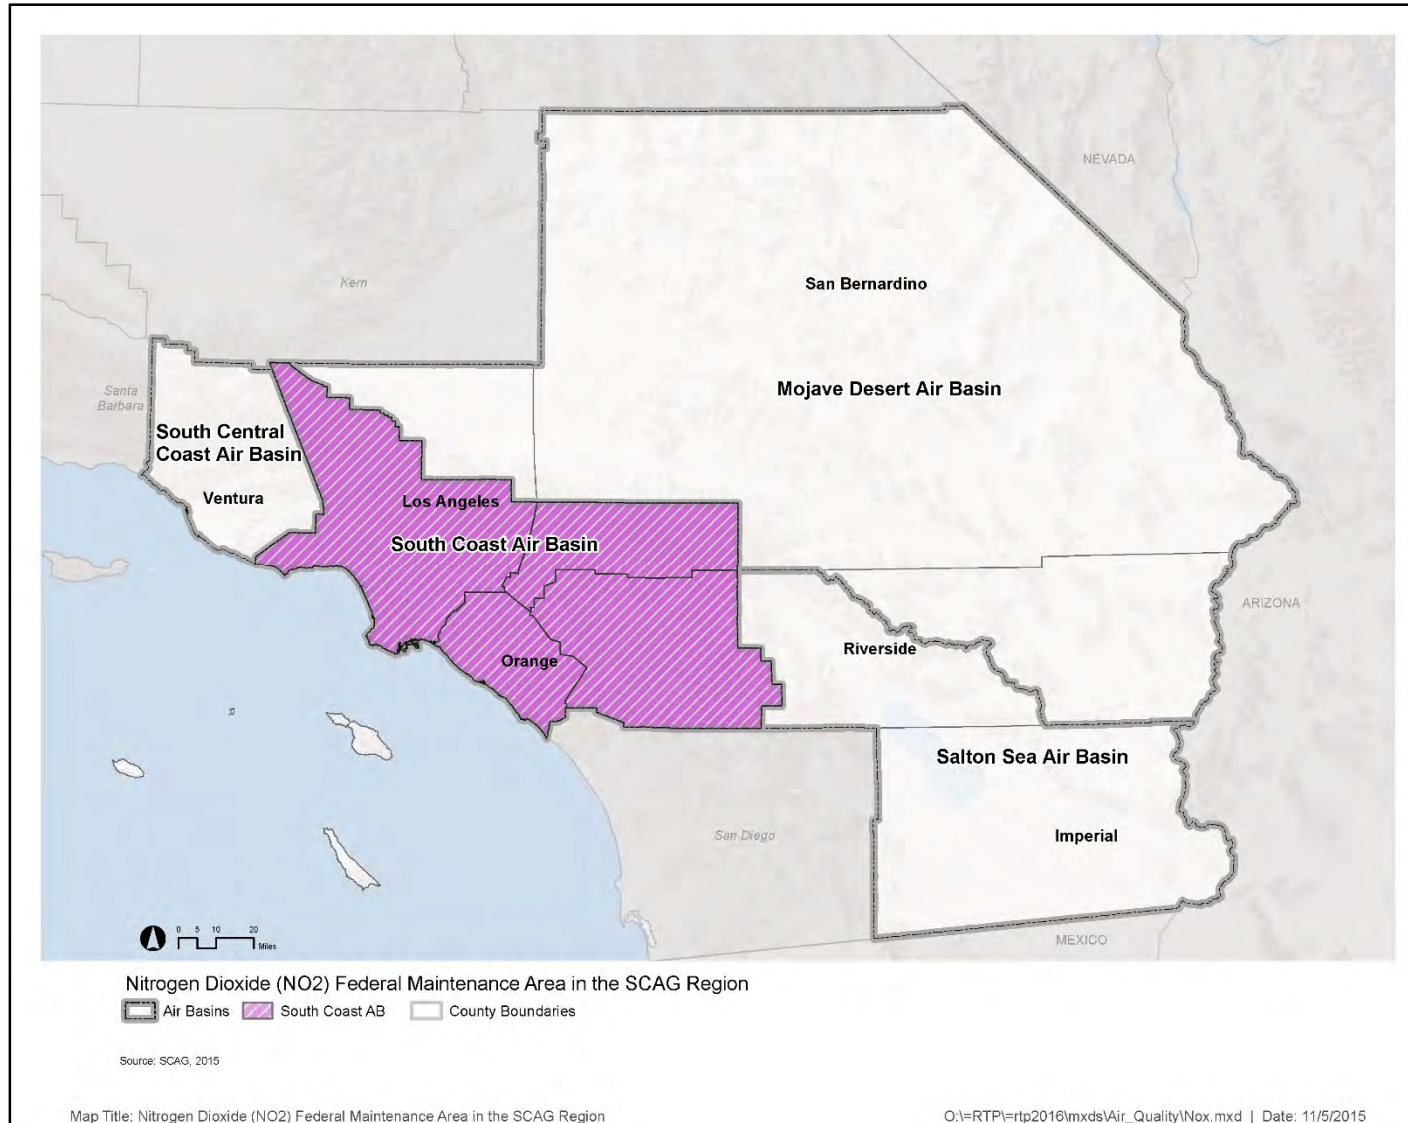 NEVADA
Kern
San Bernardino
Santa
Barbara
Mojave Desert Air Basin
South Central
Coast Air Basin
Ventura
Los Angeles
South Coast Air Basin
ARIZONA
Orange
Riverside
Salton Sea Air Basin
San Diego
Imperial
MEXICO
0 5 10 20
Miles
Nitrogen Dioxide (NO2) Federal Maintenance Area in the SCAG Region
Air Basins South Coast AB County Boundaries
Source: SCAG, 2015
Map Title: Nitrogen Dioxide (NO2) Federal Maintenance Area in the SCAG Region O:\=RTP\=rtp2016\mxds\Air_Quality\Nox.mxd | Date: 11/5/2015